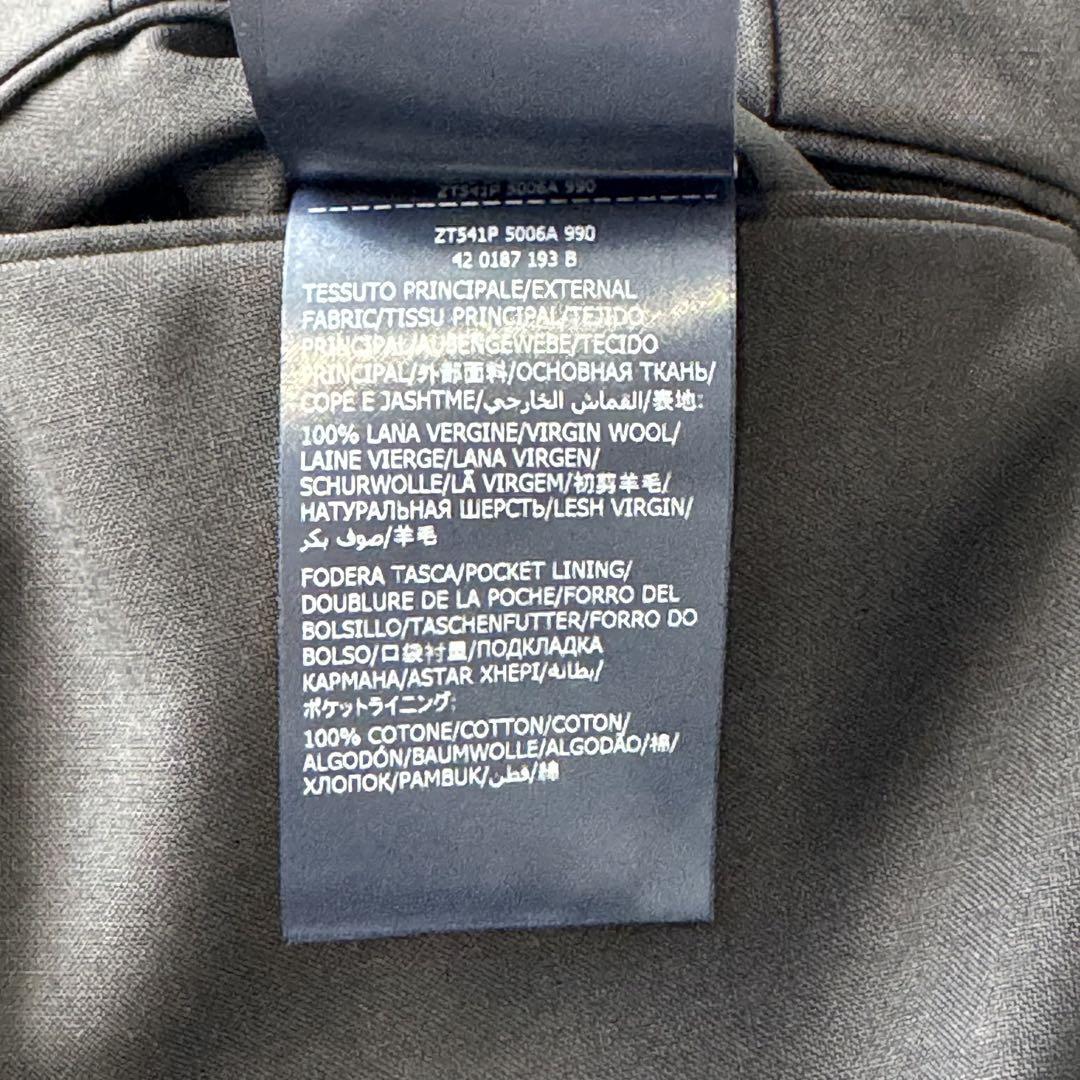 ZT541P 5006A 990
ZT541P 5006A 990
42 0187 193 B
TESSUTO PRINCIPALE/EXTERNAL
FABRIC/TISSU PRINCIPAL/TEJIDO
PRINCIPAL/AUßENGEWEBE/TECIDO
PRINCIPAL/外部面料/ОСНОВНАЯ ТКАНЬ/
COPE E JASHTME/القماش الخارجي/表地:
100% LANA VERGINE/VIRGIN WOOL/
LAINE VIERGE/LANA VIRGEN/
SCHURWOLLE/LÃ VIRGEM/初剪羊毛/
НАТУРАЛЬНАЯ ШЕРСТЬ/LESH VIRGIN/
صوف بكر/羊毛
FODERA TASCA/POCKET LINING/
DOUBLURE DE LA POCHE/FORRO DEL
BOLSILLO/TASCHENFUTTER/FORRO DO
BOLSO/口袋衬里/ПОДКЛАДКА
КАРМАНА/ASTAR XHEPI/بطانة/
ポケットライニング:
100% COTONE/COTTON/COTON/
ALGODÓN/BAUMWOLLE/ALGODÃO/棉/
ХЛОПОК/PAMBUK/قطن/綿